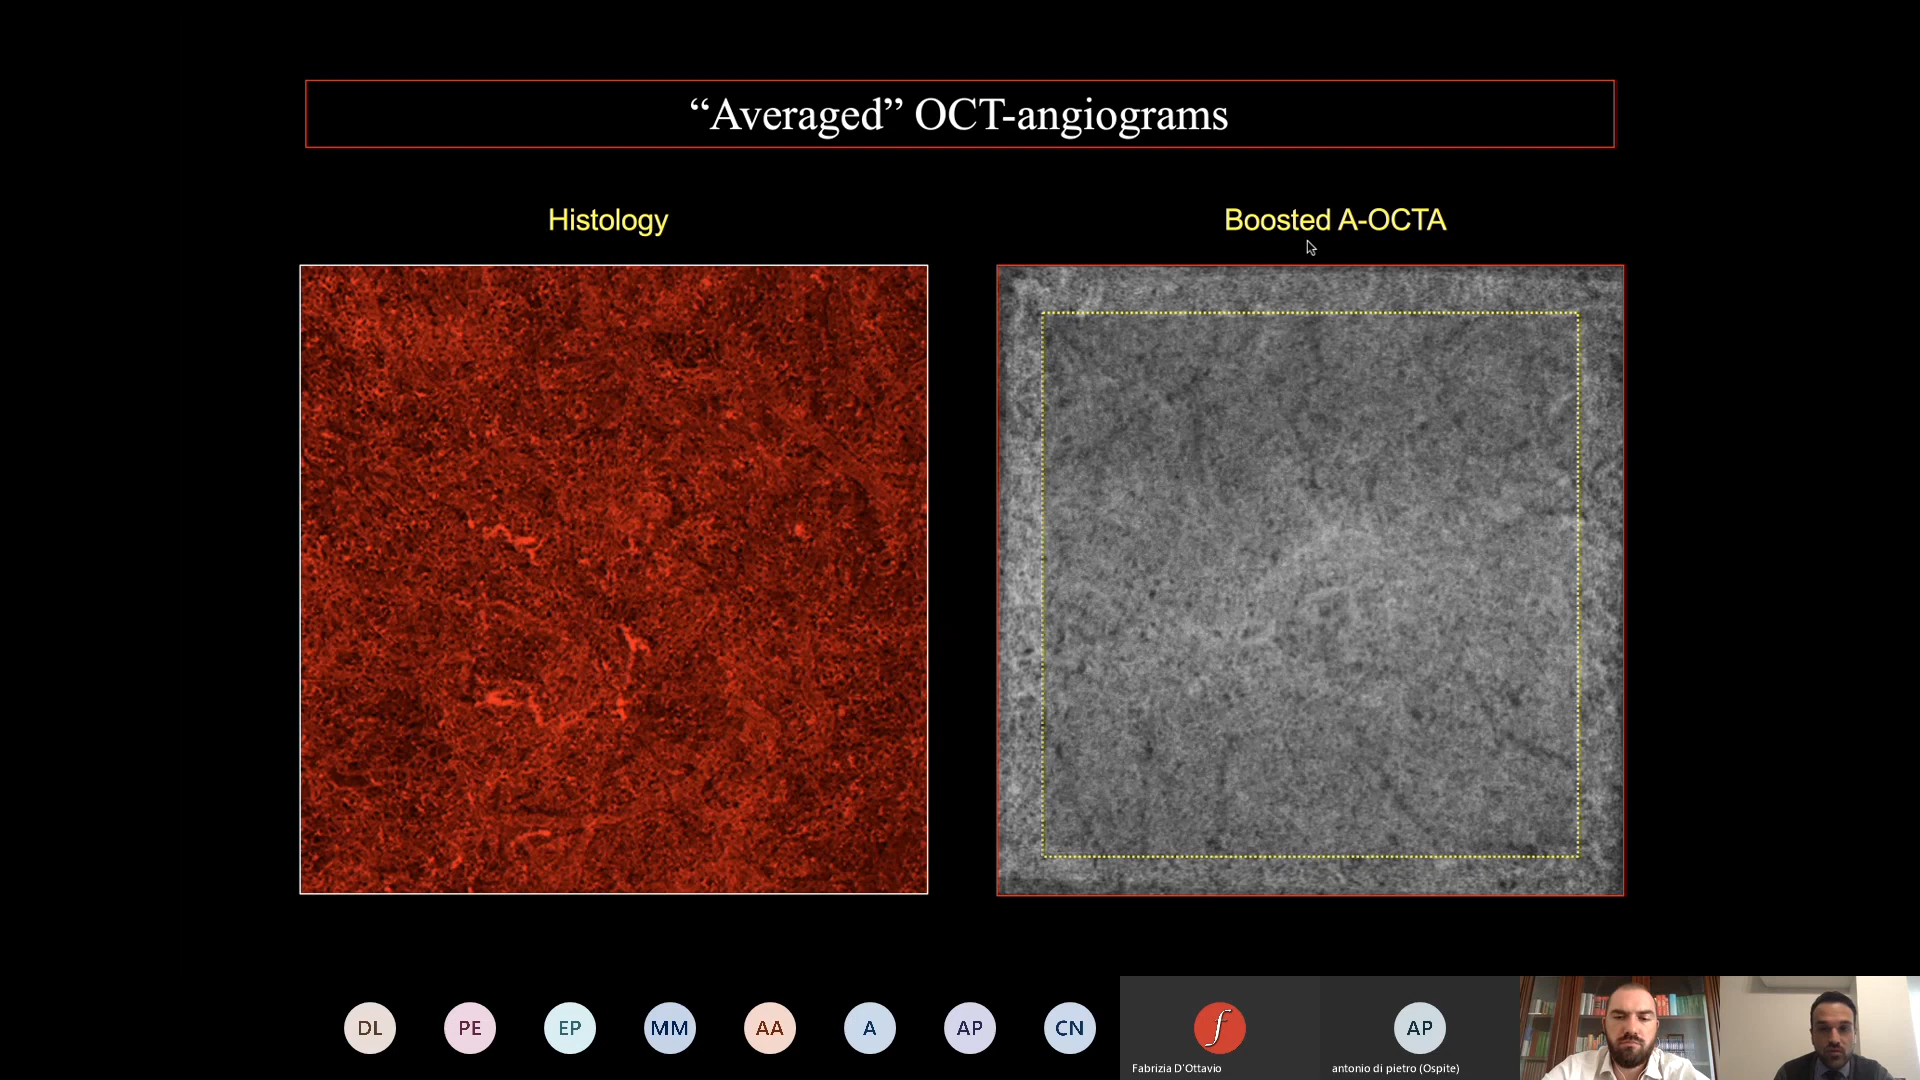 “Averaged” OCT-angiograms
Histology
Boosted A-OCTA
DL
PE
EP
MM
AA
A
AP
CN
f
AP
Fabrizia D'Ottavio
antonio di pietro (Ospite)